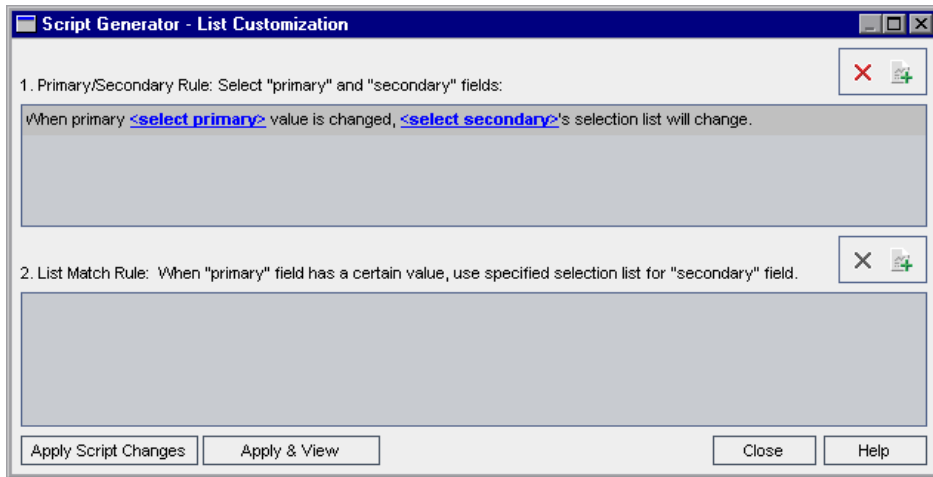 Script Generator - List Customization
1. Primary/Secondary Rule: Select "primary" and "secondary" fields:
When primary <select primary> value is changed, <select secondary>'s selection list will change.
2. List Match Rule:  When "primary" field has a certain value, use specified selection list for "secondary" field.
Apply Script Changes
Apply & View
Close
Help